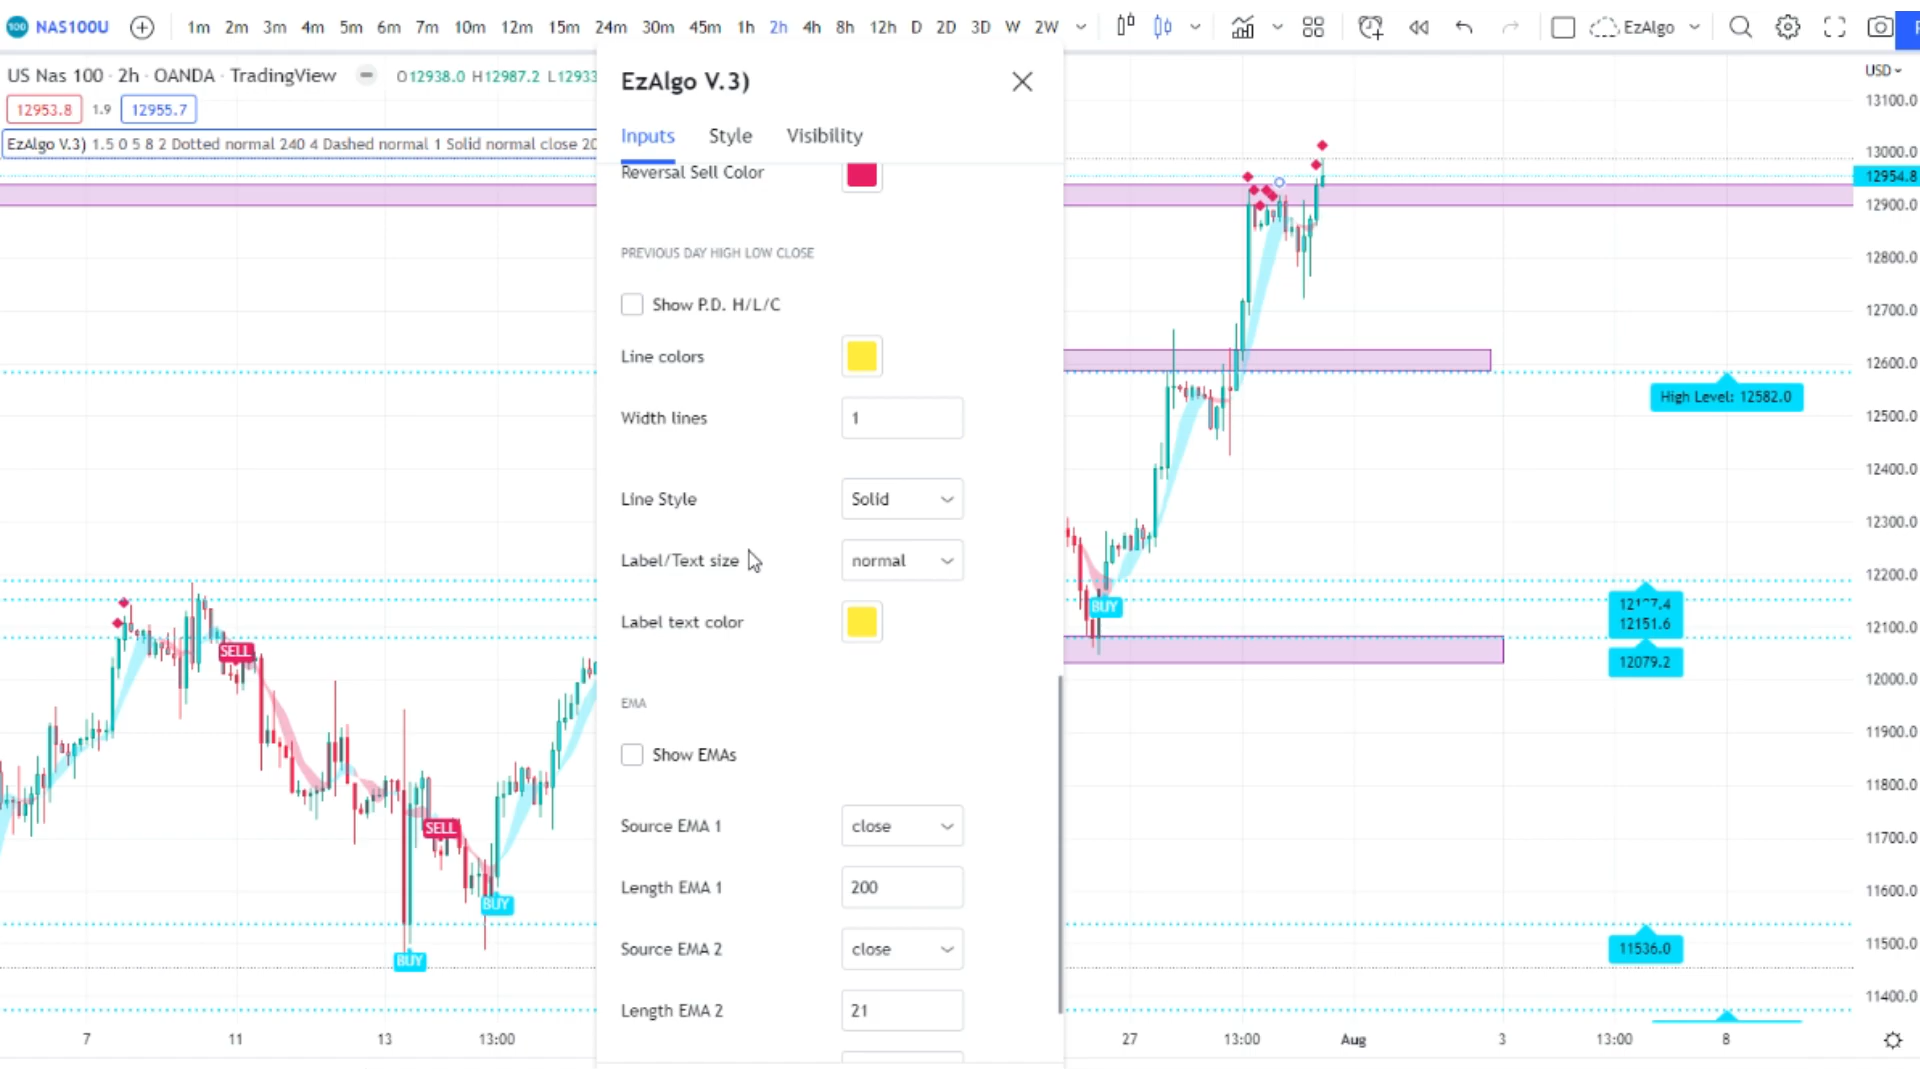 100 NAS100U 1m 2m 3m 4m 5m 6m 7m 10m 12m 15m 24m 30m 45m 1h 2h 4h 8h 12h D 2D 3D W 2W EzAlgo
US Nas 100 · 2h · OANDA · TradingView O12938.0 H12987.2 L12933
12953.8 1.9 12955.7
EzAlgo V.3) 1.5 0 5 8 2 Dotted normal 240 4 Dashed normal 1 Solid normal close 20
EzAlgo V.3)
Inputs Style Visibility
Reversal Sell Color
PREVIOUS DAY HIGH LOW CLOSE
Show P.D. H/L/C
Line colors
Width lines 1
Line Style Solid
Label/Text size normal
Label text color
EMA
Show EMAs
Source EMA 1 close
Length EMA 1 200
Source EMA 2 close
Length EMA 2 21
SELL
SELL
BUY
BUY
BUY
High Level: 12582.0
12151.6
12079.2
11536.0
USD
13100.0
13000.0
12954.8
12900.0
12800.0
12700.0
12600.0
12500.0
12400.0
12300.0
12200.0
12100.0
12000.0
11900.0
11800.0
11700.0
11600.0
11500.0
11400.0
7 11 13 13:00 27 13:00 Aug 3 13:00 8